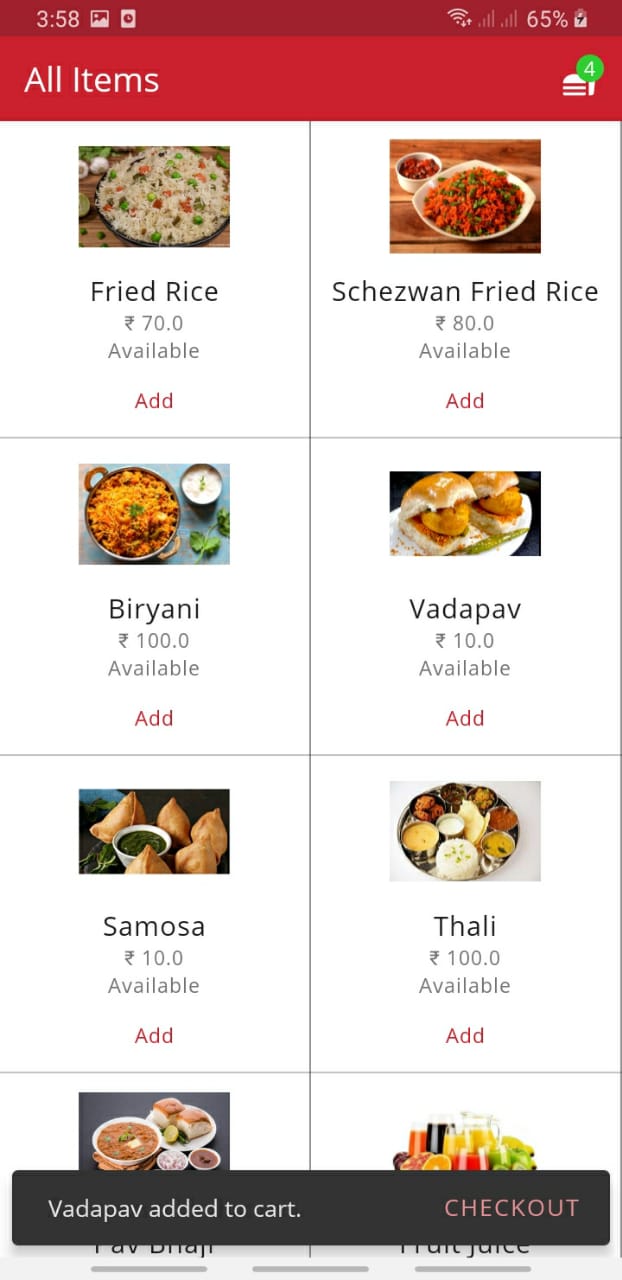 3:58 65%
All Items 4
Fried Rice Schezwan Fried Rice
₹ 70.0 ₹ 80.0
Available Available
Add Add
Biryani Vadapav
₹ 100.0 ₹ 10.0
Available Available
Add Add
Samosa Thali
₹ 10.0 ₹ 100.0
Available Available
Add Add
Vadapav added to cart. CHECKOUT
Pav Bhaji Fruit Juice